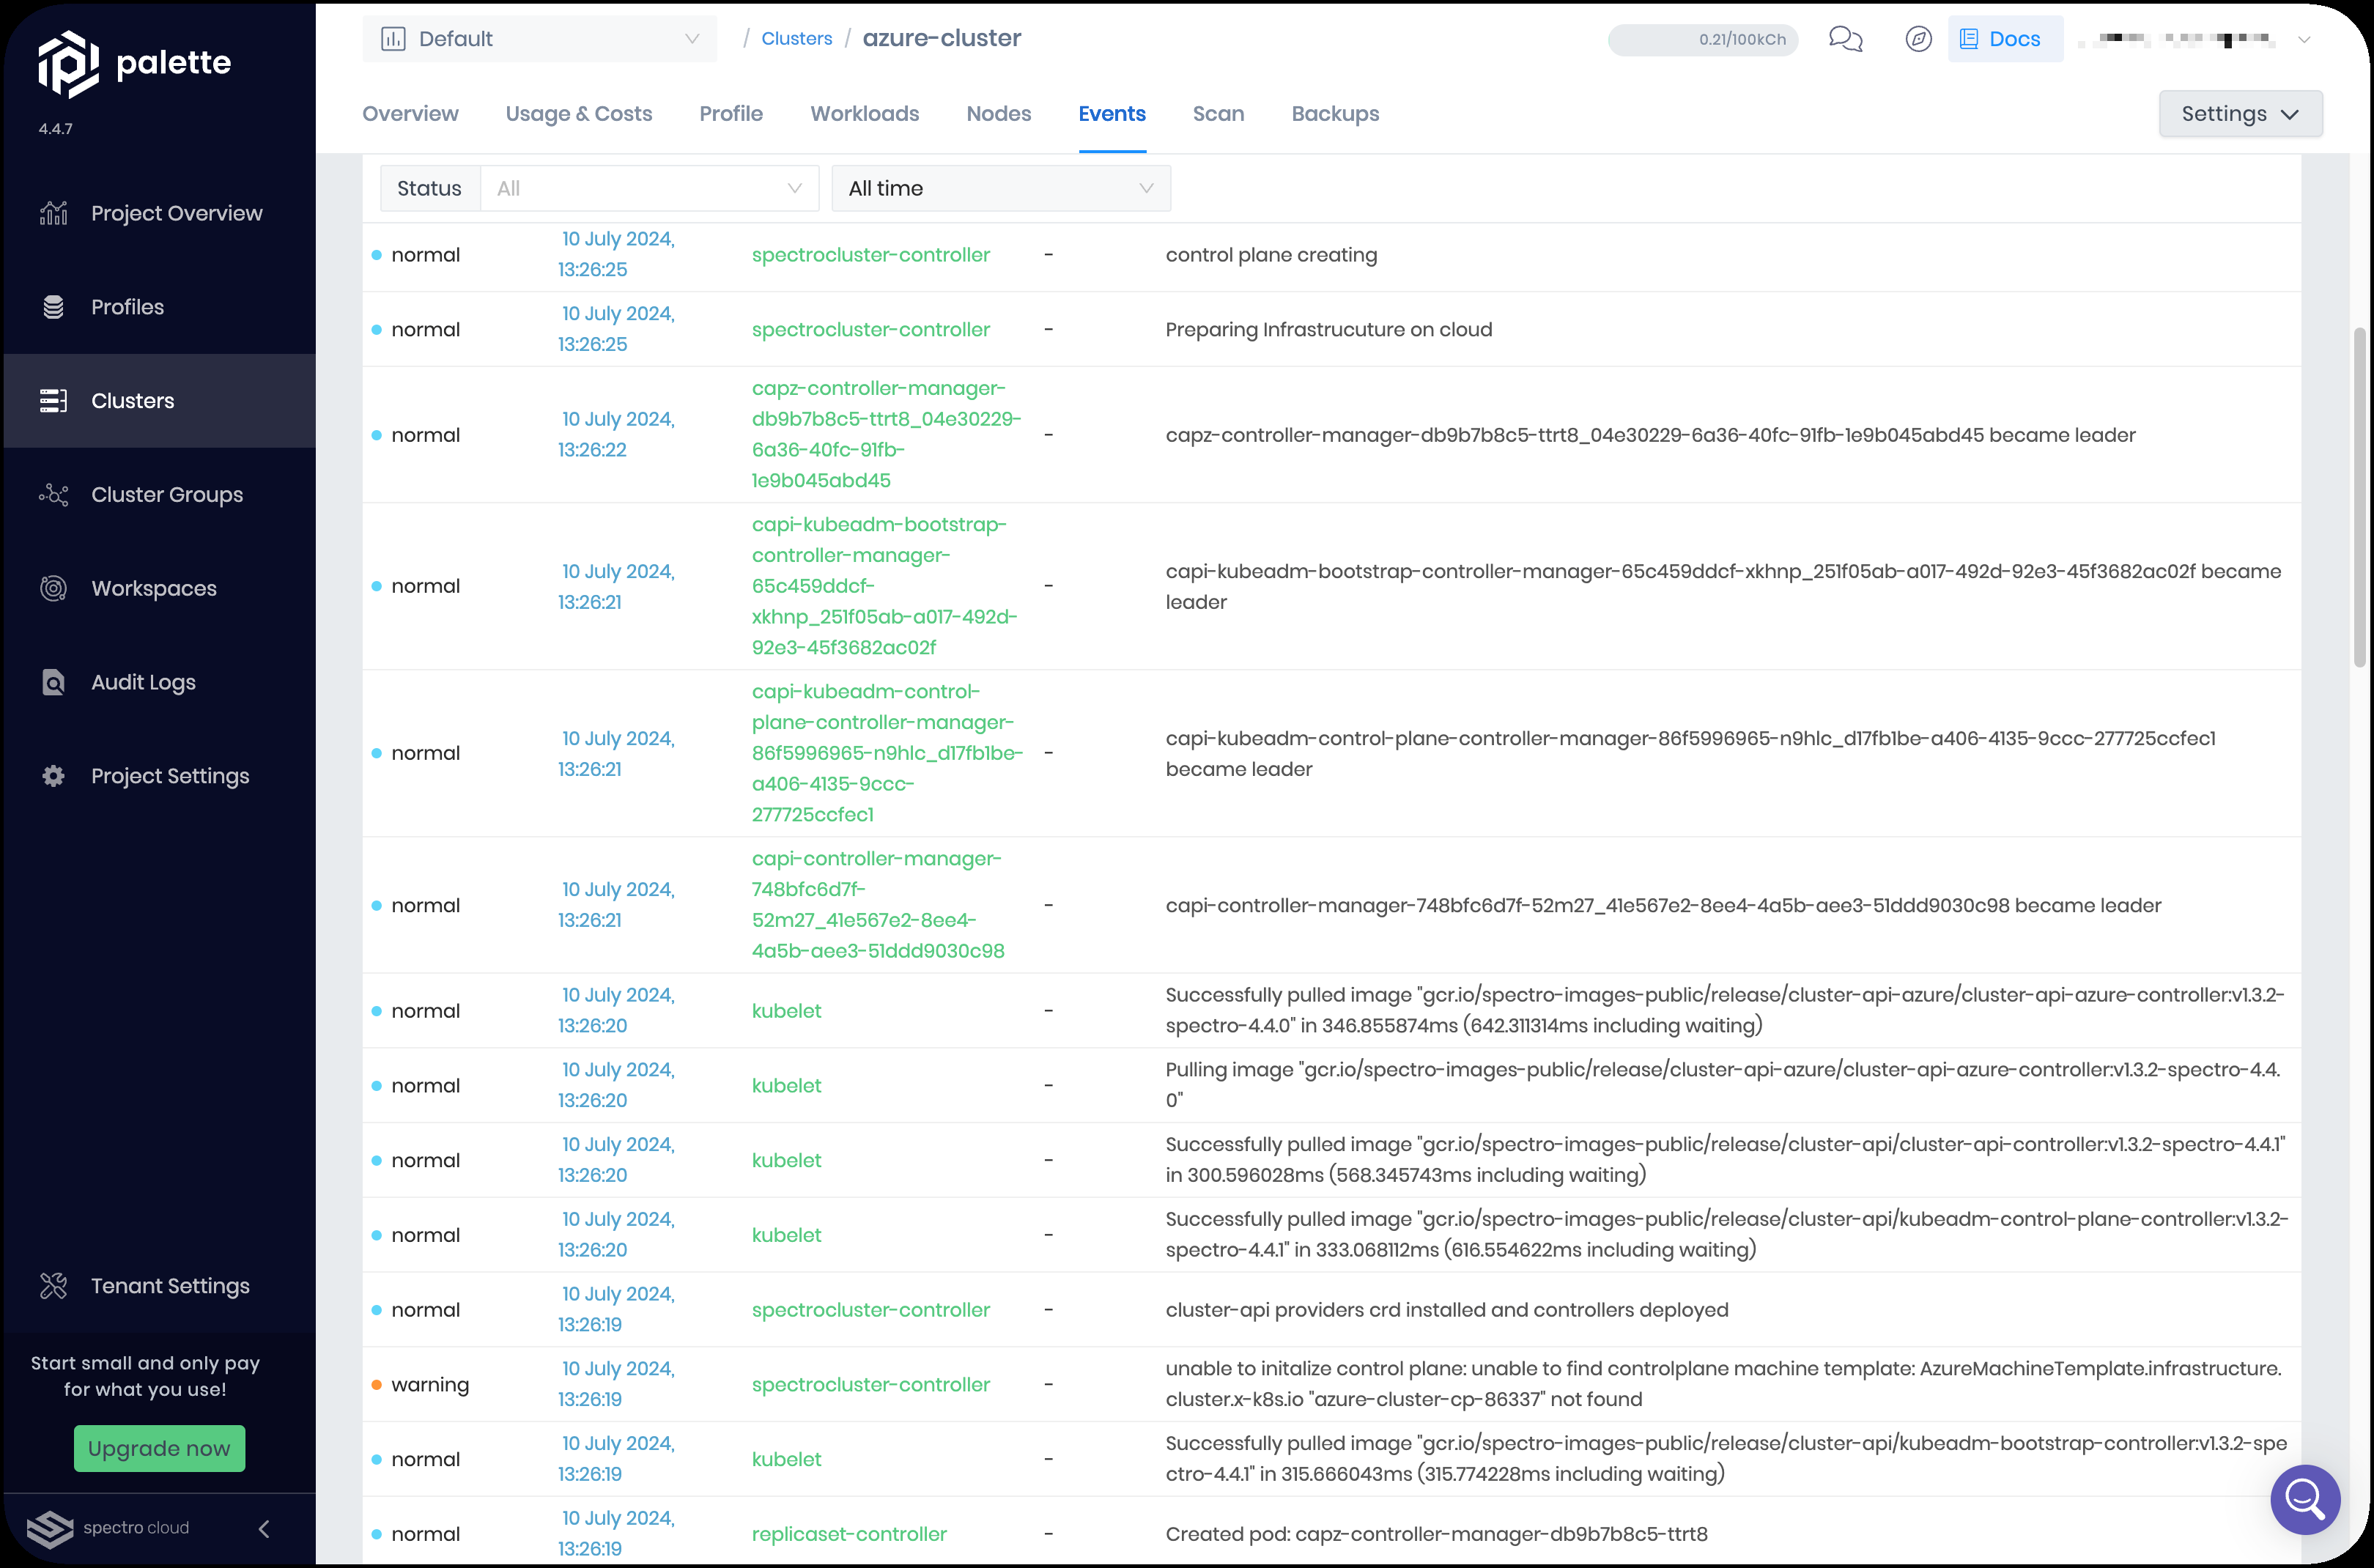 palette
4.4.7
Project Overview
Profiles
Clusters
Cluster Groups
Workspaces
Audit Logs
Project Settings
Tenant Settings
Start small and only pay
for what you use!
Upgrade now
spectro cloud
Default
/ Clusters / azure-cluster
0.21/100kCh
Docs
Overview Usage & Costs Profile Workloads Nodes Events Scan Backups
Settings
Status All All time
normal 10 July 2024, spectrocluster-controller - control plane creating
13:26:25
normal 10 July 2024, spectrocluster-controller - Preparing Infrastrucuture on cloud
13:26:25
capz-controller-manager-
normal 10 July 2024, db9b7b8c5-ttrt8_04e30229- - capz-controller-manager-db9b7b8c5-ttrt8_04e30229-6a36-40fc-91fb-1e9b045abd45 became leader
13:26:22 6a36-40fc-91fb-
1e9b045abd45
capi-kubeadm-bootstrap-
10 July 2024, controller-manager- capi-kubeadm-bootstrap-controller-manager-65c459ddcf-xkhnp_251f05ab-a017-492d-92e3-45f3682ac02f became
normal 65c459ddcf- -
13:26:21 xkhnp_251f05ab-a017-492d- leader
92e3-45f3682ac02f
capi-kubeadm-control-
10 July 2024, plane-controller-manager- capi-kubeadm-control-plane-controller-manager-86f5996965-n9hlc_d17fb1be-a406-4135-9ccc-277725ccfec1
normal 86f5996965-n9hlc_d17fb1be- -
13:26:21 a406-4135-9ccc- became leader
277725ccfec1
capi-controller-manager-
normal 10 July 2024, 748bfc6d7f- - capi-controller-manager-748bfc6d7f-52m27_41e567e2-8ee4-4a5b-aee3-51ddd9030c98 became leader
13:26:21 52m27_41e567e2-8ee4-
4a5b-aee3-51ddd9030c98
normal 10 July 2024, kubelet - Successfully pulled image "gcr.io/spectro-images-public/release/cluster-api-azure/cluster-api-azure-controller:v1.3.2-
13:26:20 spectro-4.4.0" in 346.855874ms (642.311314ms including waiting)
normal 10 July 2024, kubelet - Pulling image "gcr.io/spectro-images-public/release/cluster-api-azure/cluster-api-azure-controller:v1.3.2-spectro-4.4.
13:26:20 0"
normal 10 July 2024, kubelet - Successfully pulled image "gcr.io/spectro-images-public/release/cluster-api/cluster-api-controller:v1.3.2-spectro-4.4.1"
13:26:20 in 300.596028ms (568.345743ms including waiting)
normal 10 July 2024, kubelet - Successfully pulled image "gcr.io/spectro-images-public/release/cluster-api/kubeadm-control-plane-controller:v1.3.2-
13:26:20 spectro-4.4.1" in 333.068112ms (616.554622ms including waiting)
normal 10 July 2024, spectrocluster-controller - cluster-api providers crd installed and controllers deployed
13:26:19
warning 10 July 2024, spectrocluster-controller - unable to initalize control plane: unable to find controlplane machine template: AzureMachineTemplate.infrastructure.
13:26:19 cluster.x-k8s.io "azure-cluster-cp-86337" not found
normal 10 July 2024, kubelet - Successfully pulled image "gcr.io/spectro-images-public/release/cluster-api/kubeadm-bootstrap-controller:v1.3.2-spe
13:26:19 ctro-4.4.1" in 315.666043ms (315.774228ms including waiting)
normal 10 July 2024, replicaset-controller - Created pod: capz-controller-manager-db9b7b8c5-ttrt8
13:26:19